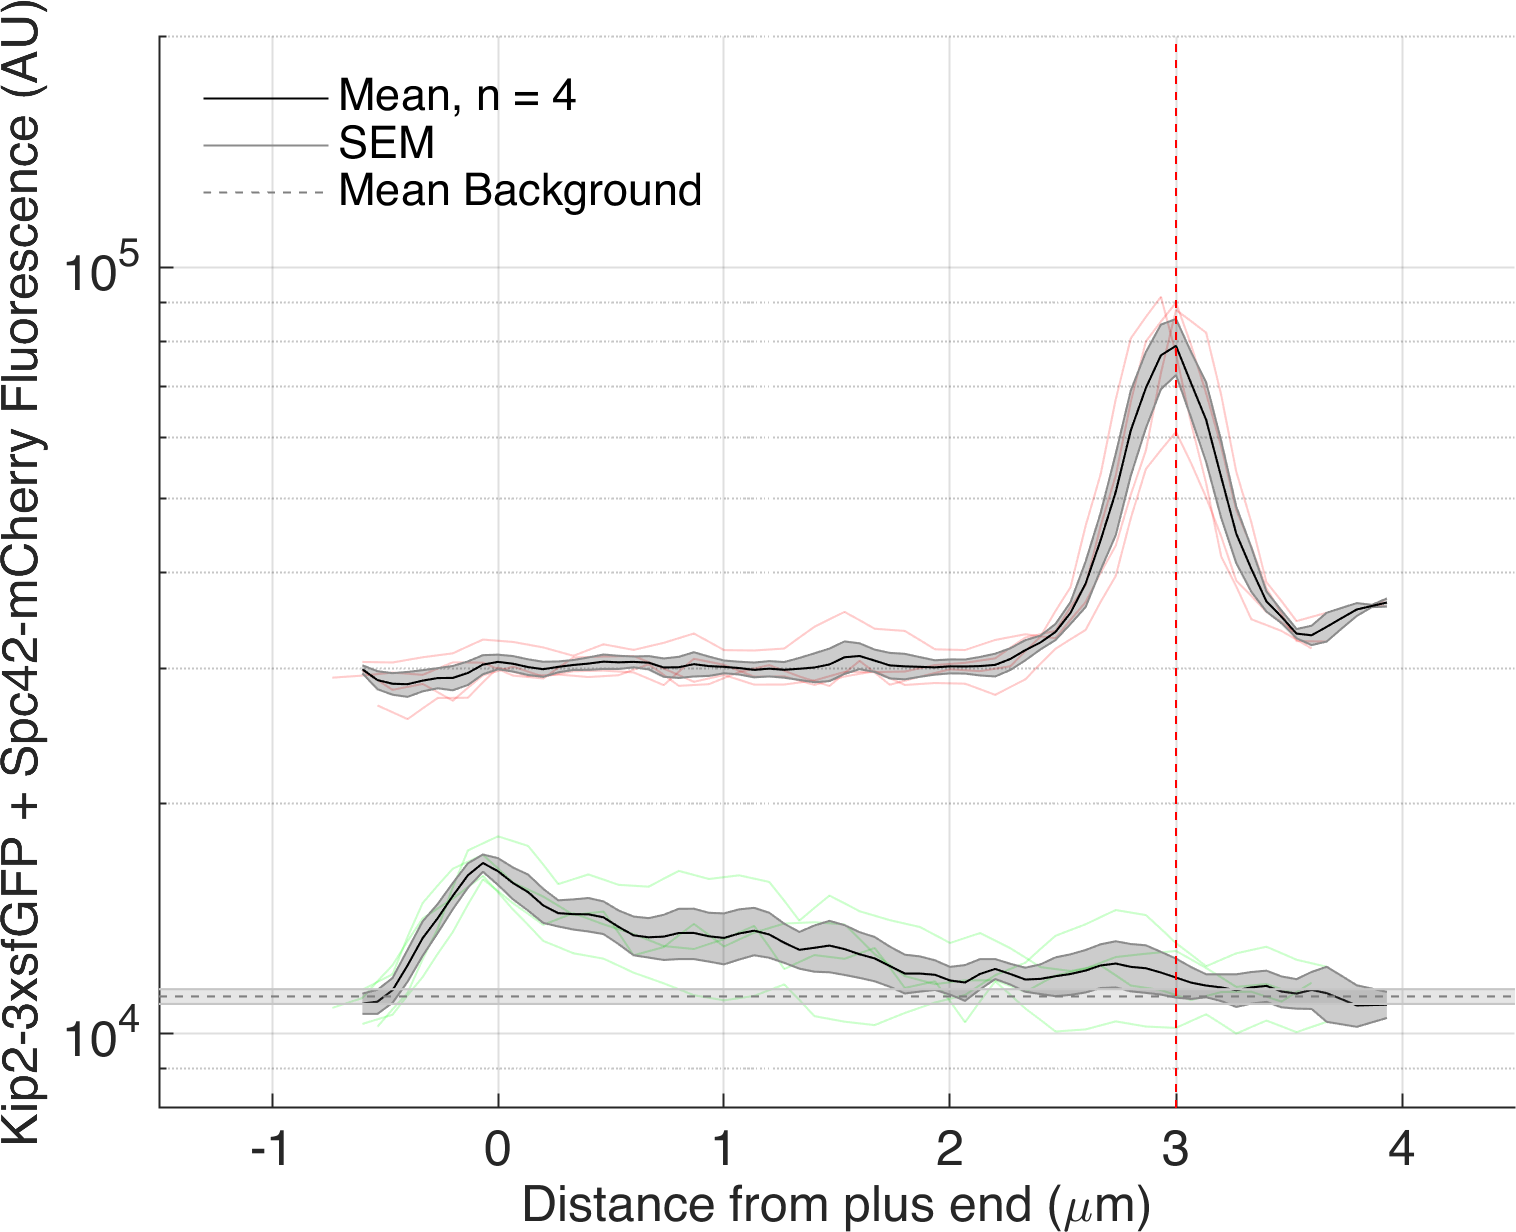 Kip2-3xsfGFP + Spc42-mCherry Fluorescence (AU)
Mean, n = 4
SEM
Mean Background
10^5
10^4
-1 0 1 2 3 4
Distance from plus end (μm)